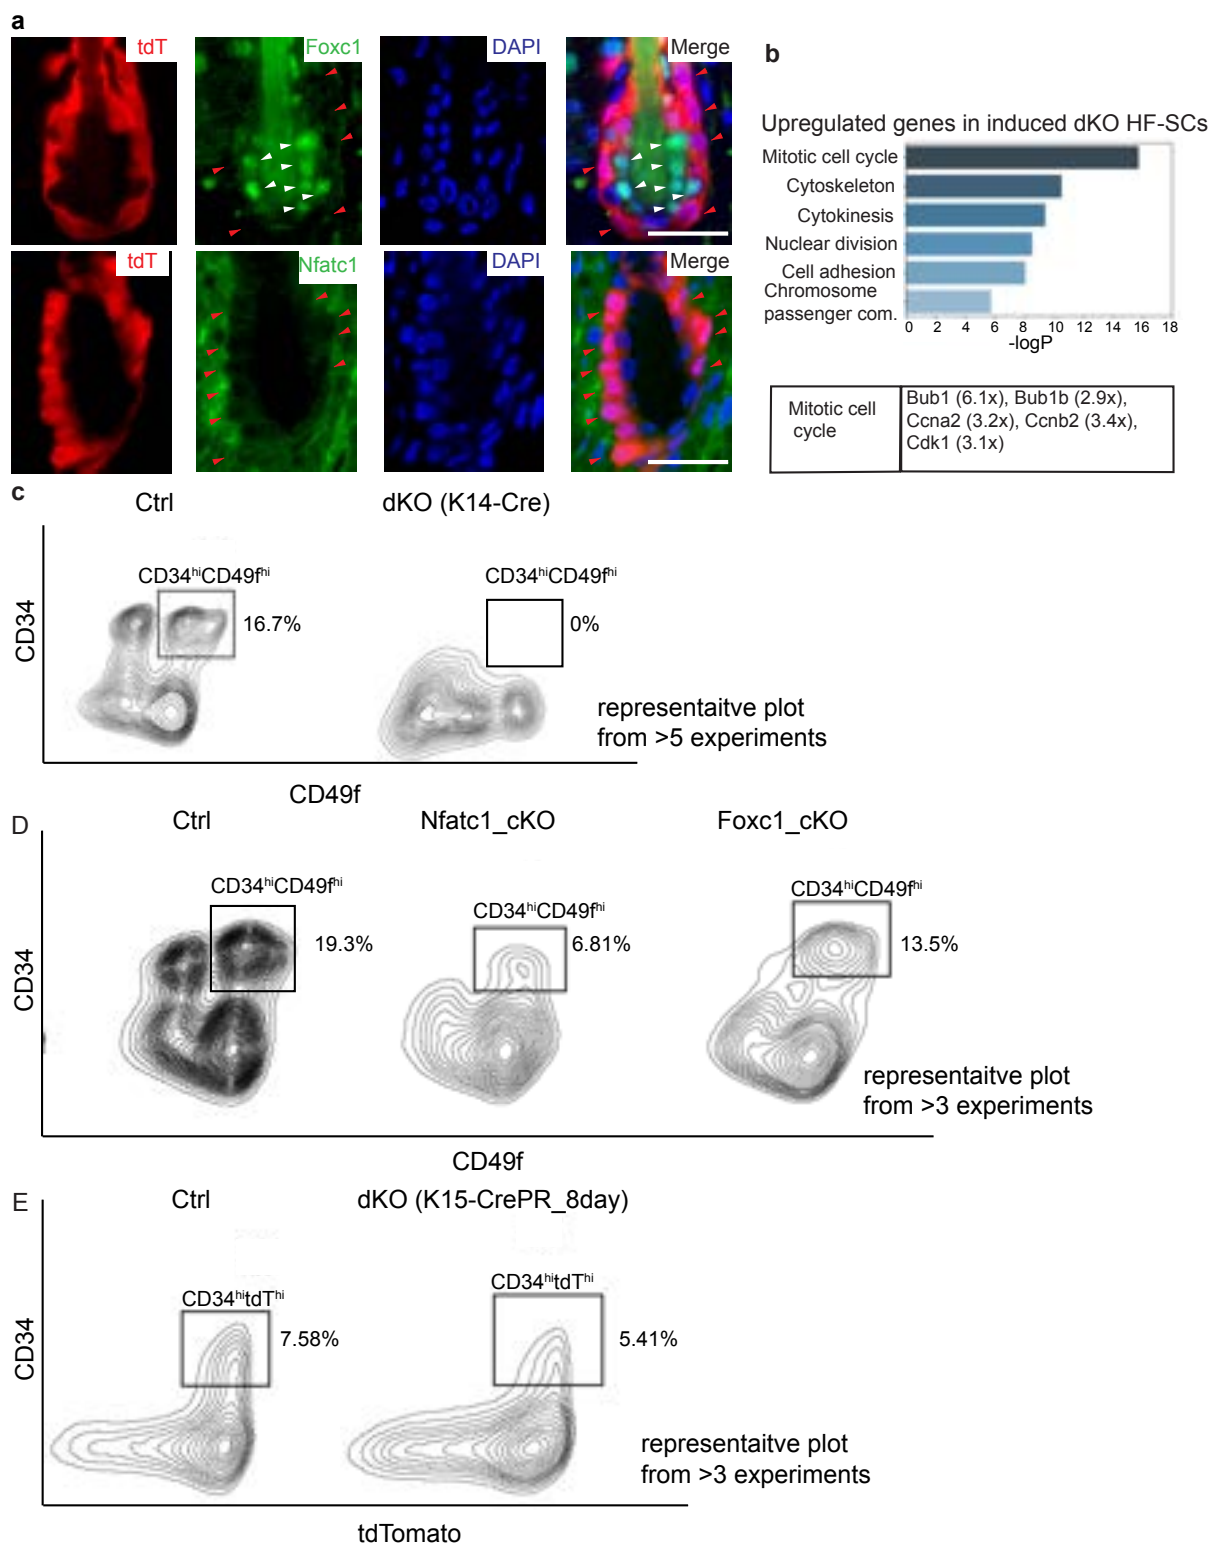 a
tdT
Foxc1
DAPI
Merge
tdT
Nfatc1
DAPI
Merge
b
Upregulated genes in induced dKO HF-SCs
Mitotic cell cycle
Cytoskeleton
Cytokinesis
Nuclear division
Cell adhesion
Chromosome
passenger com.
0 2 4 6 8 10 12 14 16 18
-logP
Mitotic cell
cycle
Bub1 (6.1x), Bub1b (2.9x),
Ccna2 (3.2x), Ccnb2 (3.4x),
Cdk1 (3.1x)
c
Ctrl
dKO (K14-Cre)
CD34hiCD49fhi
16.7%
CD34hiCD49fhi
0%
CD34
representaitve plot
from >5 experiments
CD49f
D
Ctrl
Nfatc1_cKO
Foxc1_cKO
CD34hiCD49fhi
19.3%
CD34hiCD49fhi
6.81%
CD34hiCD49fhi
13.5%
CD34
representaitve plot
from >3 experiments
CD49f
E
Ctrl
dKO (K15-CrePR_8day)
CD34hitdThi
7.58%
CD34hitdThi
5.41%
CD34
representaitve plot
from >3 experiments
tdTomato